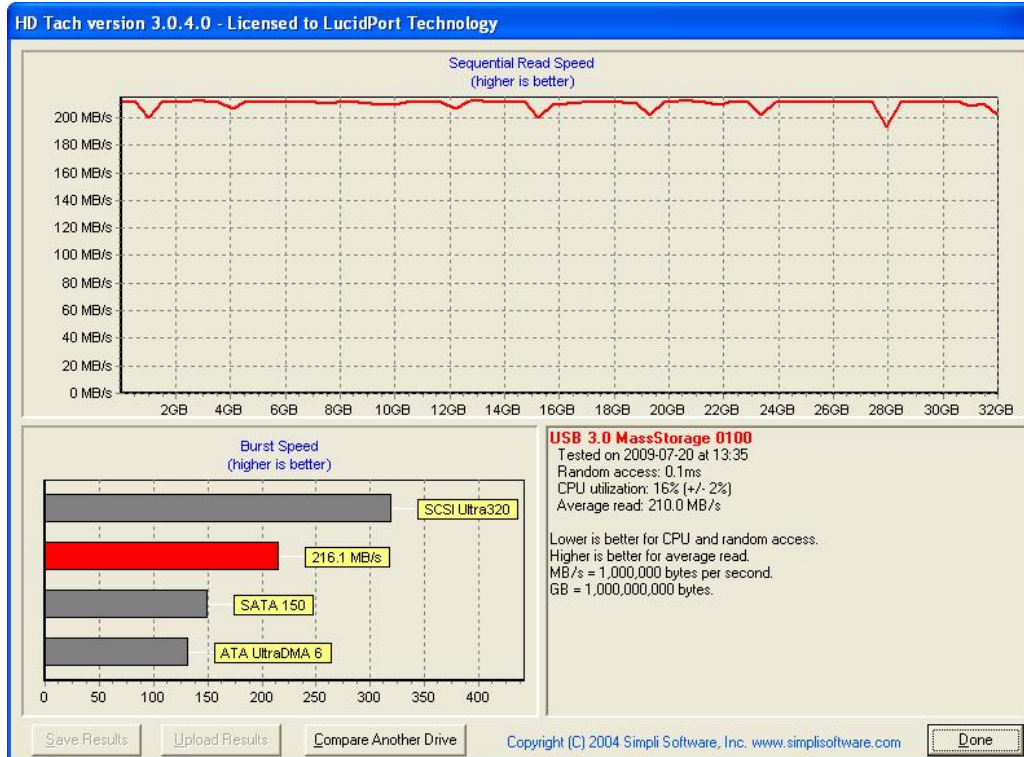 HD Tach version 3.0.4.0 - Licensed to LucidPort Technology
Sequential Read Speed
(higher is better)
200 MB/s
180 MB/s
160 MB/s
140 MB/s
120 MB/s
100 MB/s
80 MB/s
60 MB/s
40 MB/s
20 MB/s
0 MB/s
2GB 4GB 6GB 8GB 10GB 12GB 14GB 16GB 18GB 20GB 22GB 24GB 26GB 28GB 30GB 32GB
Burst Speed
(higher is better)
SCSI Ultra320
216.1 MB/s
SATA 150
ATA UltraDMA 6
0 50 100 150 200 250 300 350 400
USB 3.0 MassStorage 0100
Tested on 2009-07-20 at 13:35
Random access: 0.1ms
CPU utilization: 16% (+/- 2%)
Average read: 210.0 MB/s
Lower is better for CPU and random access.
Higher is better for average read.
MB/s = 1,000,000 bytes per second.
GB = 1,000,000,000 bytes.
Save Results Upload Results Compare Another Drive Copyright (C) 2004 Simpli Software, Inc. www.simplisoftware.com Done